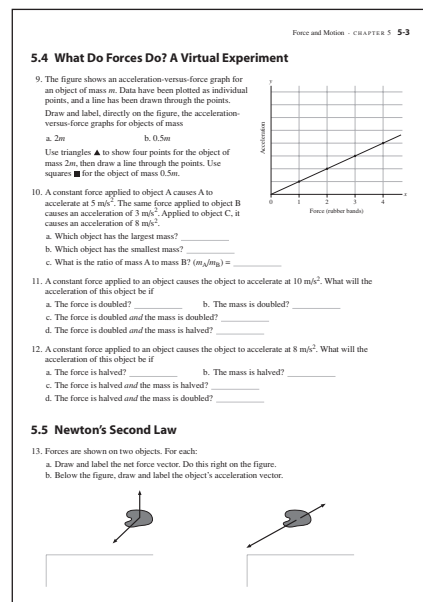 Force and Motion · CHAPTER 5 5-3
5.4 What Do Forces Do? A Virtual Experiment
9. The figure shows an acceleration-versus-force graph for
an object of mass m. Data have been plotted as individual
points, and a line has been drawn through the points.
Draw and label, directly on the figure, the acceleration-
versus-force graphs for objects of mass
a. 2m b. 0.5m
Use triangles ▲ to show four points for the object of
mass 2m, then draw a line through the points. Use
squares ■ for the object of mass 0.5m.
y
Acceleration
x
0 1 2 3 4
Force (rubber bands)
10. A constant force applied to object A causes A to
accelerate at 5 m/s². The same force applied to object B
causes an acceleration of 3 m/s². Applied to object C, it
causes an acceleration of 8 m/s².
a. Which object has the largest mass? __________
b. Which object has the smallest mass? __________
c. What is the ratio of mass A to mass B? (mA/mB) = __________
11. A constant force applied to an object causes the object to accelerate at 10 m/s². What will the
acceleration of this object be if
a. The force is doubled? __________ b. The mass is doubled? __________
c. The force is doubled and the mass is doubled? __________
d. The force is doubled and the mass is halved? __________
12. A constant force applied to an object causes the object to accelerate at 8 m/s². What will the
acceleration of this object be if
a. The force is halved? __________ b. The mass is halved? __________
c. The force is halved and the mass is halved? __________
d. The force is halved and the mass is doubled? __________
5.5 Newton's Second Law
13. Forces are shown on two objects. For each:
a. Draw and label the net force vector. Do this right on the figure.
b. Below the figure, draw and label the object's acceleration vector.